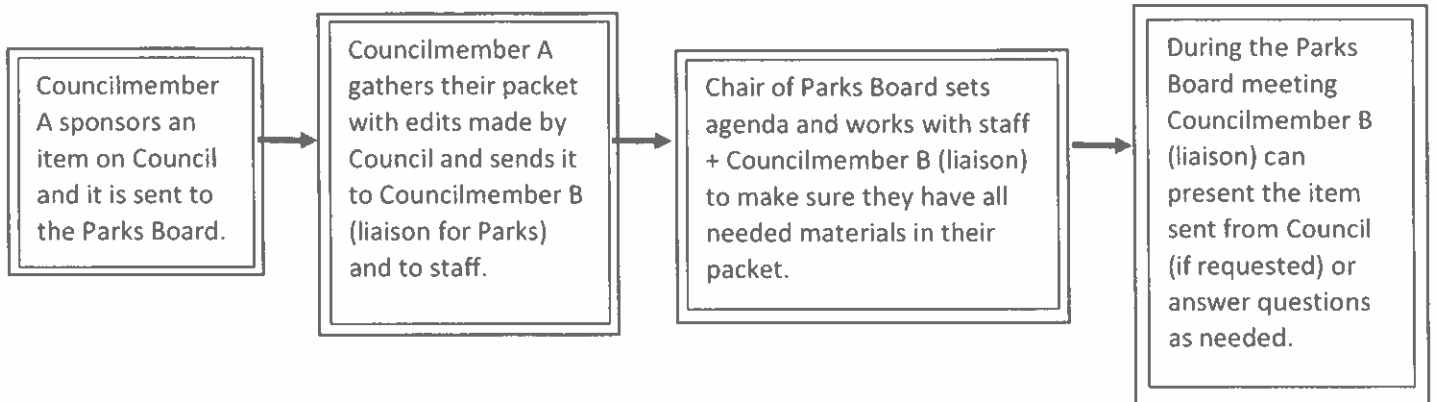 Councilmember
A sponsors an
item on Council
and it is sent to
the Parks Board.
Councilmember A
gathers their packet
with edits made by
Council and sends it
to Councilmember B
(liaison for Parks)
and to staff.
Chair of Parks Board sets
agenda and works with staff
+ Councilmember B (liaison)
to make sure they have all
needed materials in their
packet.
During the Parks
Board meeting
Councilmember B
(liaison) can
present the item
sent from Council
(if requested) or
answer questions
as needed.